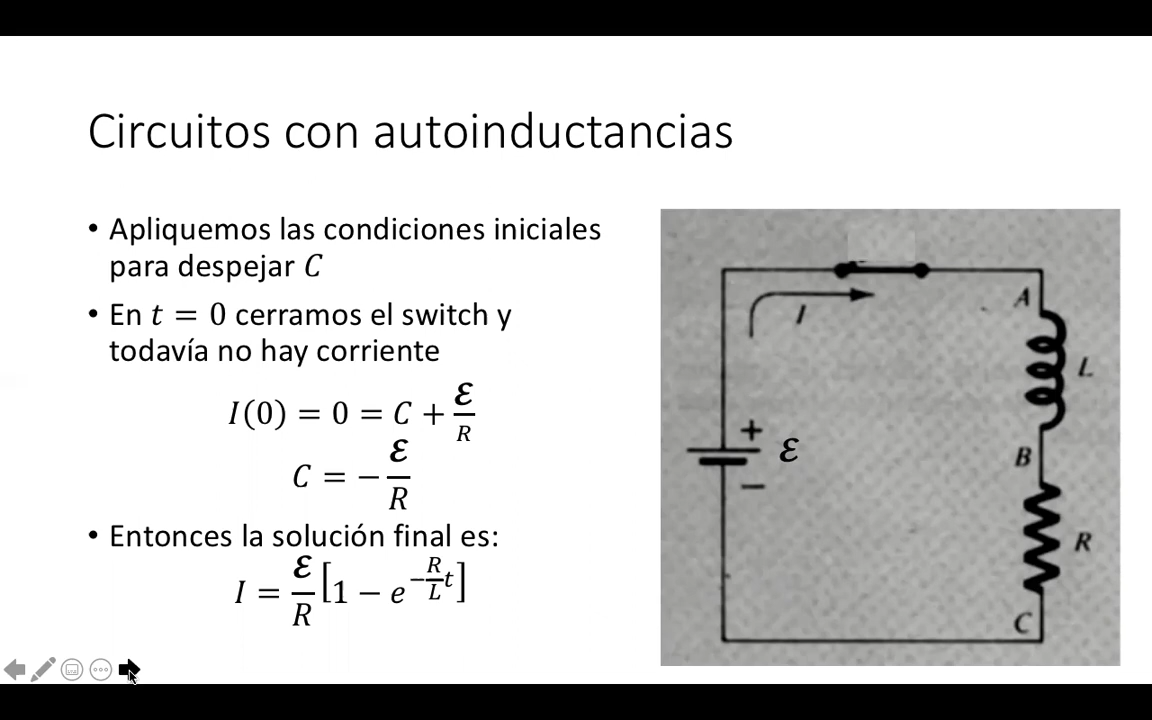 Circuitos con autoinductancias
• Apliquemos las condiciones iniciales
para despejar C
• En t = 0 cerramos el switch y
todavía no hay corriente
I(0) = 0 = C + ℰ/R
C = − ℰ/R
• Entonces la solución final es:
I = ℰ/R [1 − e^(−R/L t)]
I
A
L
+
ℰ
B
−
R
C